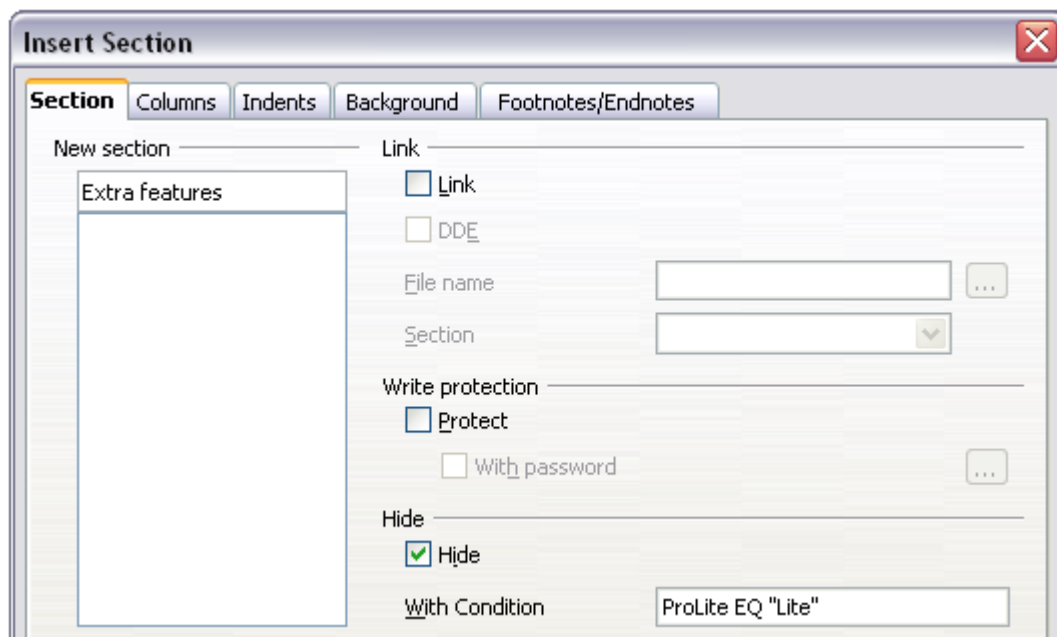 Insert Section
Section Columns Indents Background Footnotes/Endnotes
New section
Extra features
Link
Link
DDE
File name
...
Section
Write protection
Protect
With password
...
Hide
Hide
With Condition
ProLite EQ "Lite"